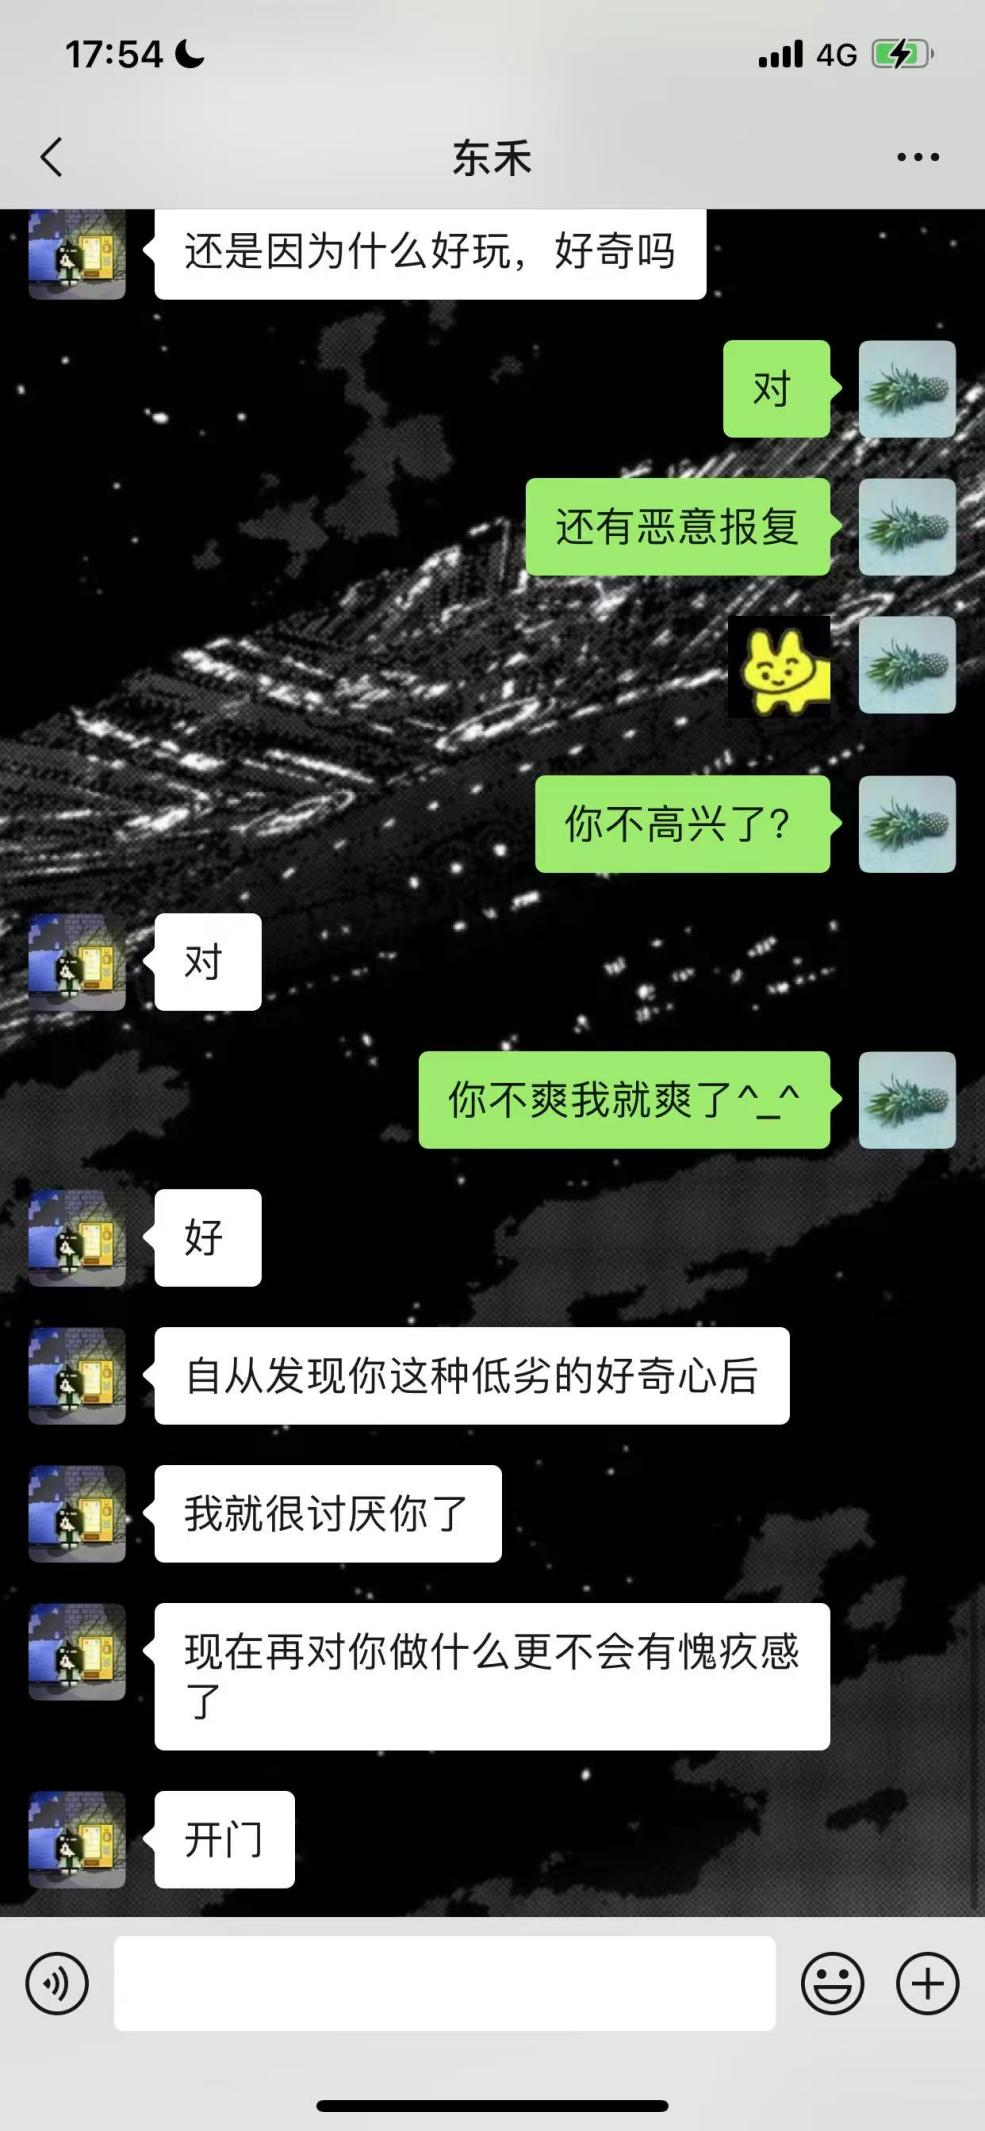 17:54
4G
东禾
还是因为什么好玩，好奇吗
对
还有恶意报复
你不高兴了？
对
你不爽我就爽了^_^
好
自从发现你这种低劣的好奇心后
我就很讨厌你了
现在再对你做什么更不会有愧疚感
了
开门